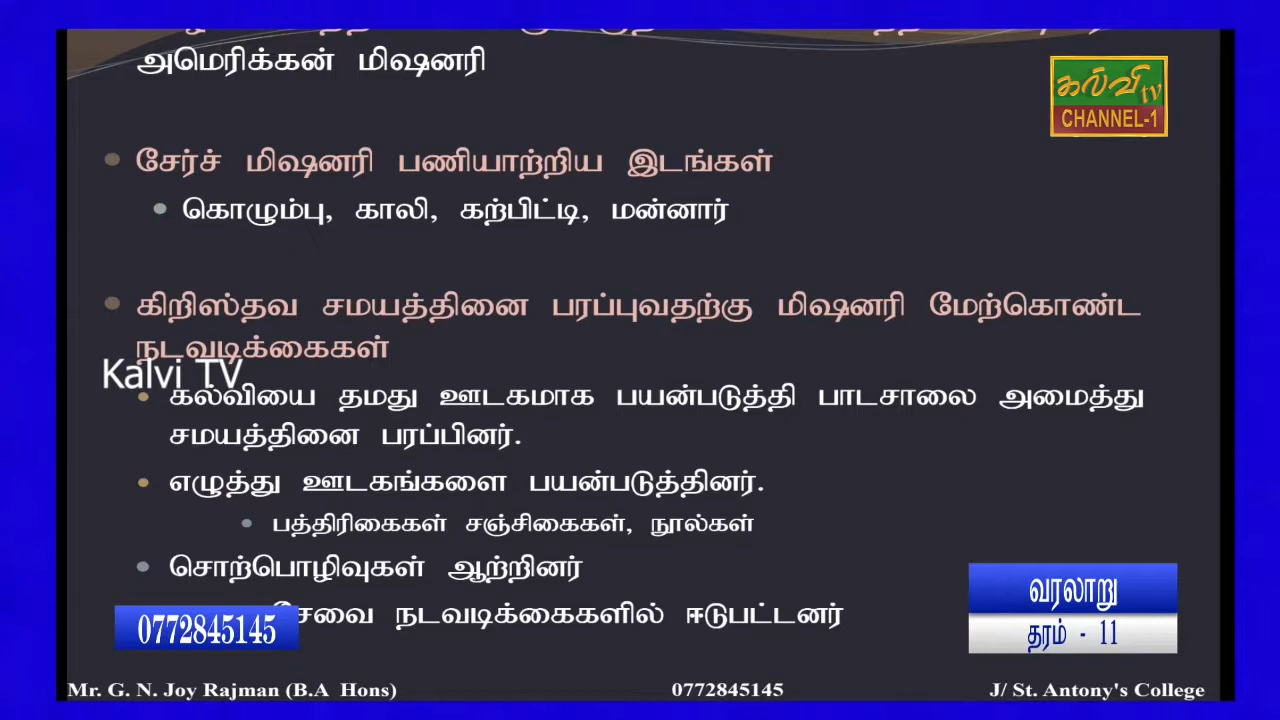 அமெரிக்கன் மிஷனரி
கல்வி tv
CHANNEL-1
சேர்ச் மிஷனரி பணியாற்றிய இடங்கள்
கொழும்பு, காலி, கற்பிட்டி, மன்னார்
கிறிஸ்தவ சமயத்தினை பரப்புவதற்கு மிஷனரி மேற்கொண்ட
நடவடிக்கைகள்
Kalvi TV
கல்வியை தமது ஊடகமாக பயன்படுத்தி பாடசாலை அமைத்து
சமயத்தினை பரப்பினர்.
எழுத்து ஊடகங்களை பயன்படுத்தினர்.
பத்திரிகைகள் சஞ்சிகைகள், நூல்கள்
சொற்பொழிவுகள் ஆற்றினர்
சேவை நடவடிக்கைகளில் ஈடுபட்டனர்
0772845145
வரலாறு
தரம் - 11
Mr. G. N. Joy Rajman (B.A Hons) 0772845145 J/ St. Antony's College